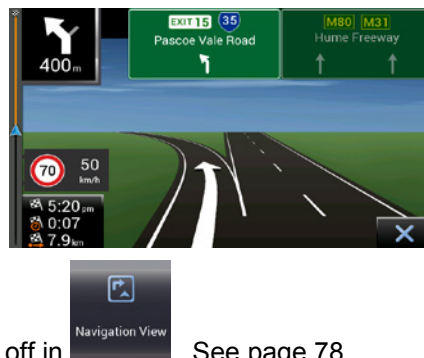 EXIT 15 35 M80 M31
Pascoe Vale Road Hume Freeway
400m
70 50 km/h
5:20pm
0:07
7.9km
Navigation View
off in See page 78